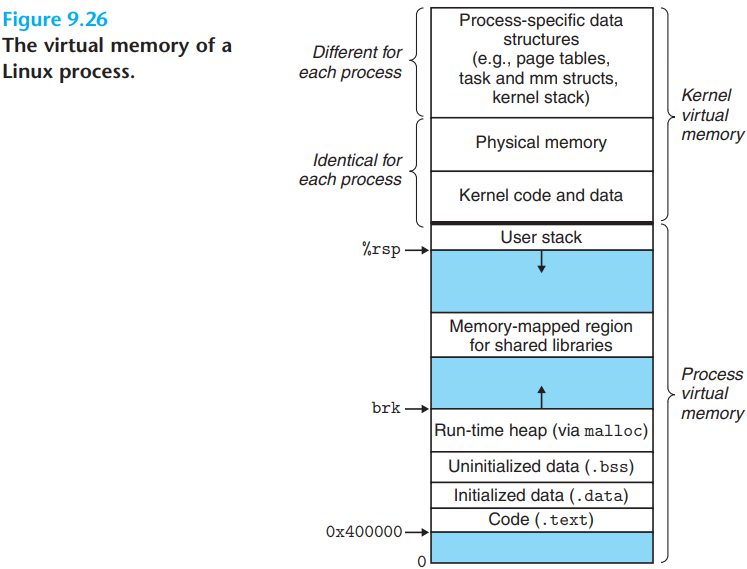 Figure 9.26
The virtual memory of a
Linux process.
Different for
each process
Identical for
each process
Process-specific data
structures
(e.g., page tables,
task and mm structs,
kernel stack)
Physical memory
Kernel code and data
Kernel
virtual
memory
User stack
%rsp
Memory-mapped region
for shared libraries
brk
Run-time heap (via malloc)
Uninitialized data (.bss)
Initialized data (.data)
Code (.text)
0x400000
0
Process
virtual
memory